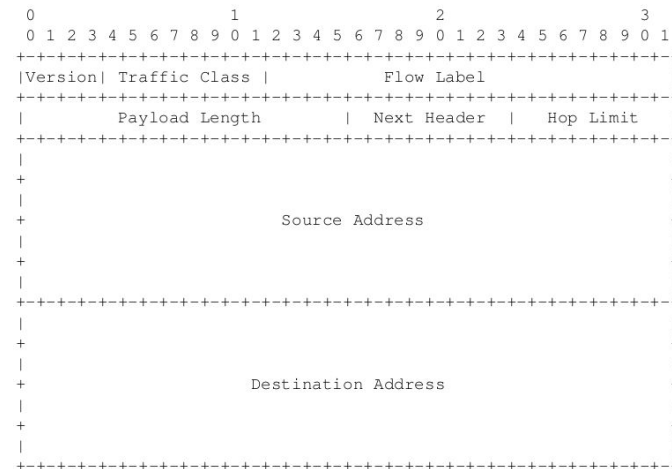 0                   1                   2                   3
0 1 2 3 4 5 6 7 8 9 0 1 2 3 4 5 6 7 8 9 0 1 2 3 4 5 6 7 8 9 0 1
+-+-+-+-+-+-+-+-+-+-+-+-+-+-+-+-+-+-+-+-+-+-+-+-+-+-+-+-+-+-+-+-
|Version| Traffic Class |           Flow Label
+-+-+-+-+-+-+-+-+-+-+-+-+-+-+-+-+-+-+-+-+-+-+-+-+-+-+-+-+-+-+-+-
|         Payload Length        |  Next Header  |   Hop Limit
+-+-+-+-+-+-+-+-+-+-+-+-+-+-+-+-+-+-+-+-+-+-+-+-+-+-+-+-+-+-+-+-
|
+
|
+                         Source Address
|
+
|
+-+-+-+-+-+-+-+-+-+-+-+-+-+-+-+-+-+-+-+-+-+-+-+-+-+-+-+-+-+-+-+-
|
+
|
+                      Destination Address
|
+
|
+-+-+-+-+-+-+-+-+-+-+-+-+-+-+-+-+-+-+-+-+-+-+-+-+-+-+-+-+-+-+-+-